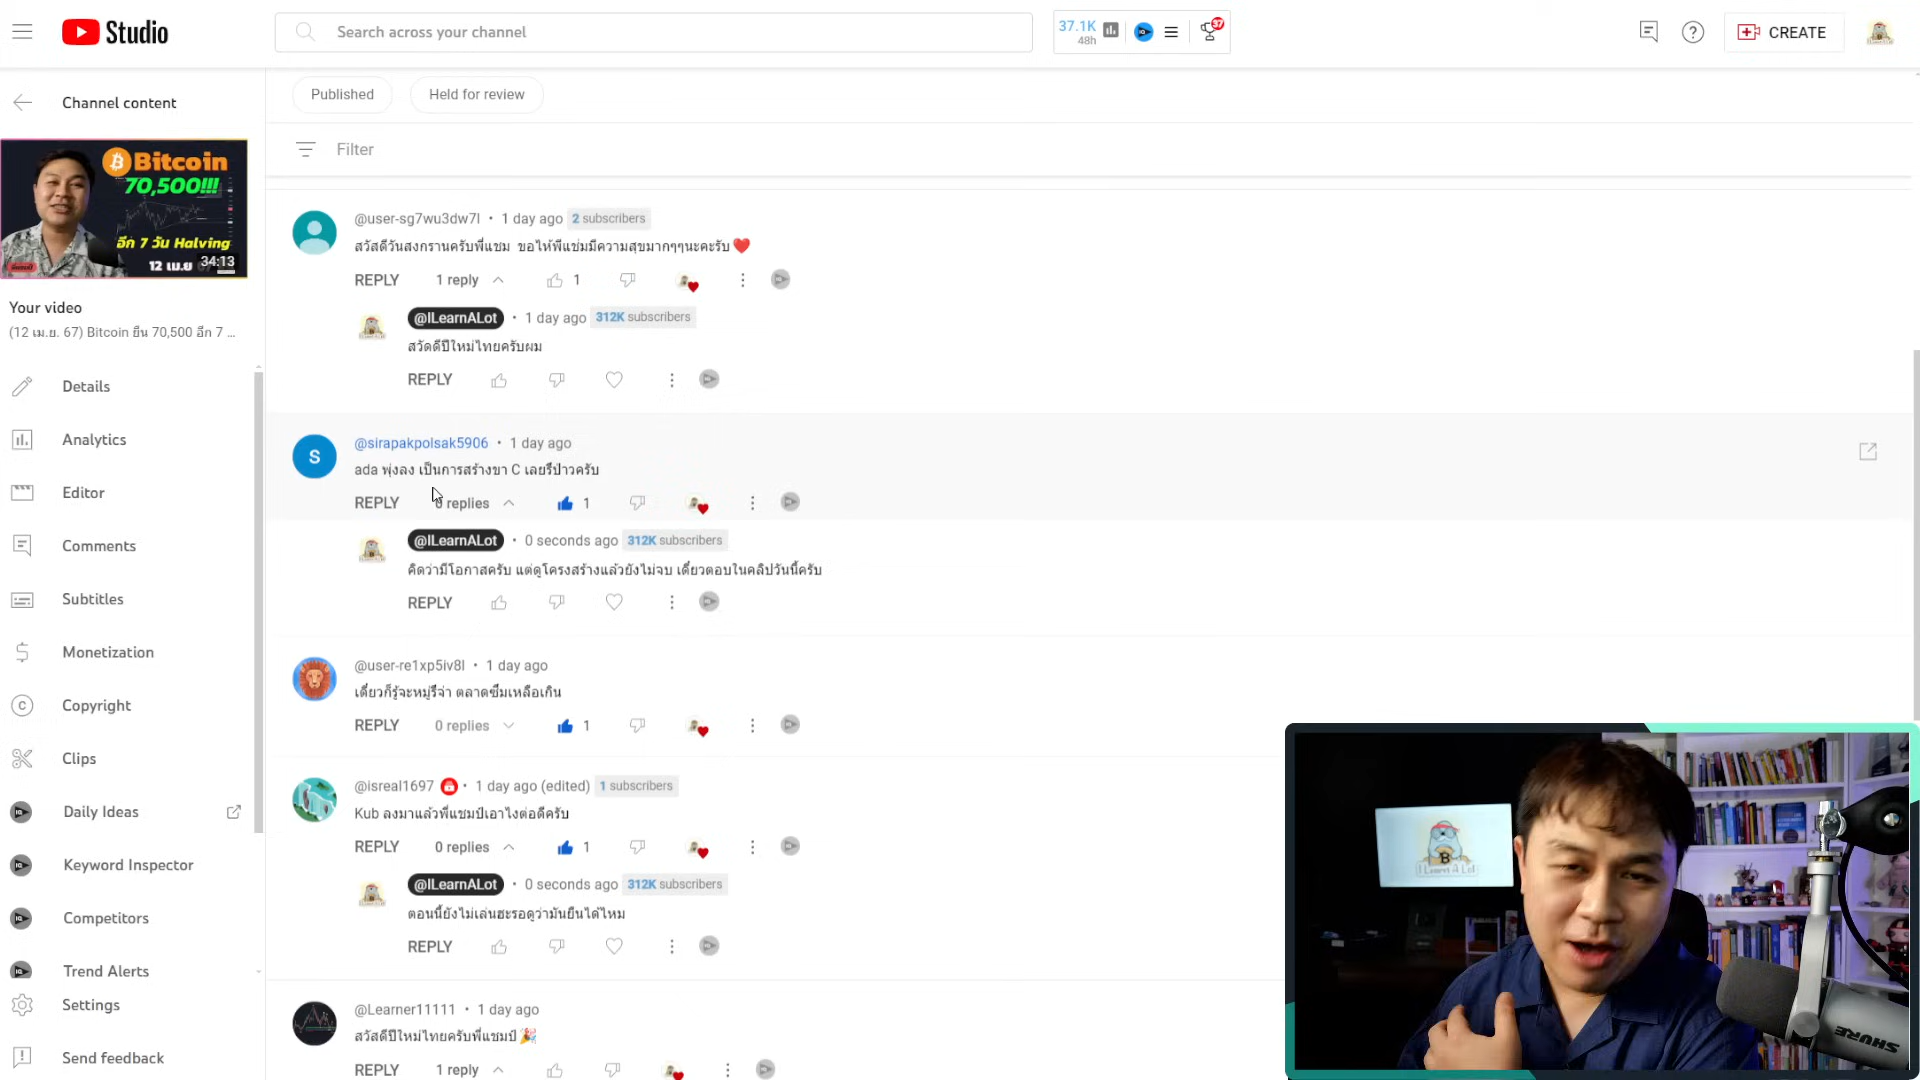 Studio
Search across your channel
37.1K
48h
37
CREATE
Channel content
Published
Held for review
Filter
Bitcoin
70,500!!!
อีก 7 วัน Halving
12 เม.ย 67
34:13
Your video
(12 เม.ย. 67) Bitcoin ยืน 70,500 อีก 7 ...
Details
Analytics
Editor
Comments
Subtitles
Monetization
Copyright
Clips
Daily Ideas
Keyword Inspector
Competitors
Trend Alerts
Settings
Send feedback
@user-sg7wu3dw7l • 1 day ago 2 subscribers
สวัสดีวันสงกรานครับพี่แชม ขอไห้พี่แช่มมีความสุขมากๆๆนะคะรับ ❤️
REPLY 1 reply 1
@ILearnALot • 1 day ago 312K subscribers
สวัดดีปีใหม่ไทยครับผม
REPLY
S
@sirapakpolsak5906 • 1 day ago
ada พุ่งลง เป็นการสร้างขา C เลยรึป่าวครับ
REPLY 0 replies 1
@ILearnALot • 0 seconds ago 312K subscribers
คิดว่ามีโอกาสครับ แต่ดูโครงสร้างแล้วยังไม่จบ เดี๋ยวตอบในคลิปวันนี้ครับ
REPLY
@user-re1xp5iv8l • 1 day ago
เดี๋ยวก็รู้จะหมู่รึจ่า ตลาดซึ่มเหลือเกิน
REPLY 0 replies 1
@isreal1697 • 1 day ago (edited) 1 subscribers
Kub ลงมาแล้วพี่แชมป์เอาไงต่อดีครับ
REPLY 0 replies 1
@ILearnALot • 0 seconds ago 312K subscribers
ตอนนี้ยังไม่เล่นฮะรอดูว่ามันยืนได้ไหม
REPLY
@Learner11111 • 1 day ago
สวัสดีปีใหม่ไทยครับพี่แชมป์ 🎉
REPLY 1 reply
I Learn A Lot
SHURE